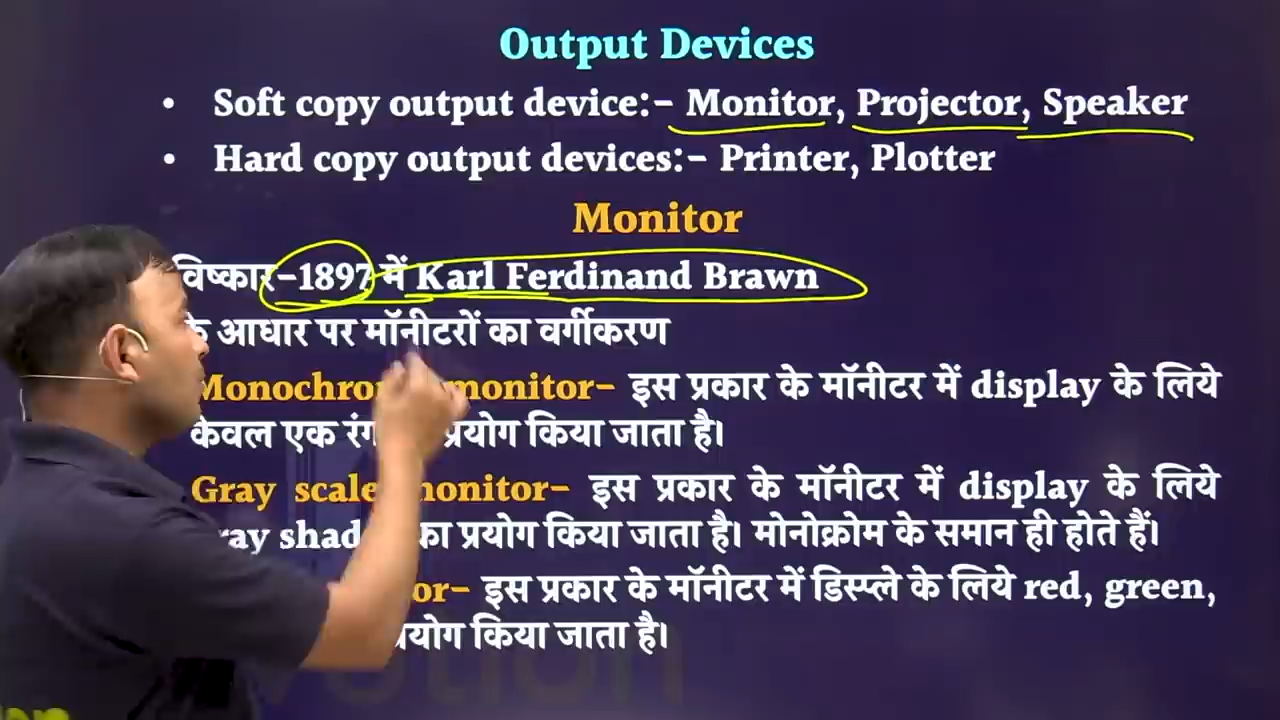 Output Devices
• Soft copy output device:- Monitor, Projector, Speaker
• Hard copy output devices:- Printer, Plotter
Monitor
विष्कार-1897 में Karl Ferdinand Brawn
के आधार पर मॉनीटरों का वर्गीकरण
Monochro monitor- इस प्रकार के मॉनीटर में display के लिये
केवल एक रंग प्रयोग किया जाता है।
Gray scale monitor- इस प्रकार के मॉनीटर में display के लिये
ray shad का प्रयोग किया जाता है। मोनोक्रोम के समान ही होते हैं।
or- इस प्रकार के मॉनीटर में डिस्प्ले के लिये red, green,
प्रयोग किया जाता है।